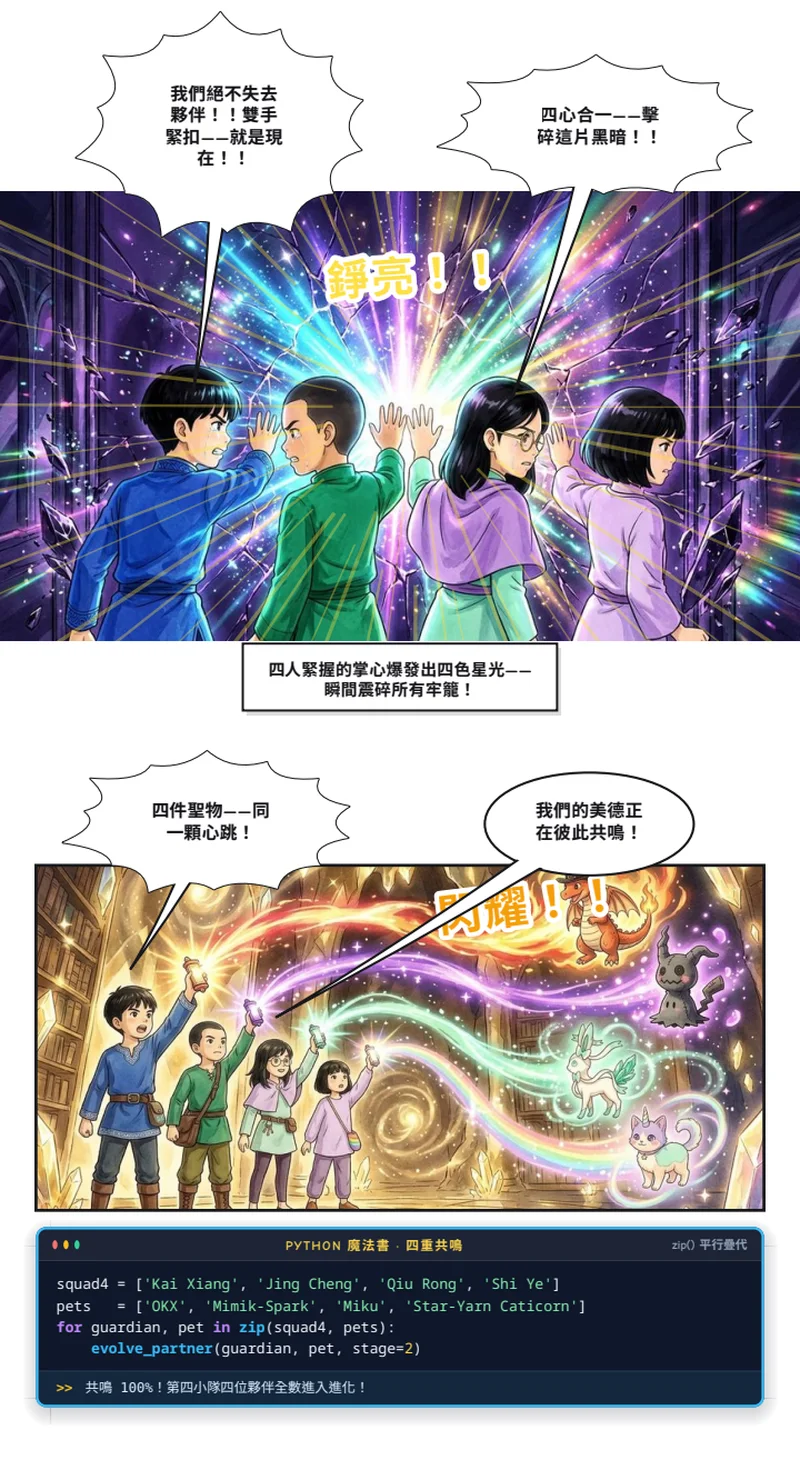 我們絕不失去
夥伴！！雙手
緊扣——就是現
在！！
四心合一——擊
碎這片黑暗！！
錚亮！！
四人緊握的掌心爆發出四色星光——
瞬間震碎所有牢籠！
四件聖物——同
一顆心跳！
我們的美德正
在彼此共鳴！
閃耀！！
PYTHON 魔法書 · 四重共鳴
zip() 平行疊代
squad4 = ['Kai Xiang', 'Jing Cheng', 'Qiu Rong', 'Shi Ye']
pets   = ['OKX', 'Mimik-Spark', 'Miku', 'Star-Yarn Caticorn']
for guardian, pet in zip(squad4, pets):
    evolve_partner(guardian, pet, stage=2)
>> 共鳴 100%！第四小隊四位夥伴全數進入進化！